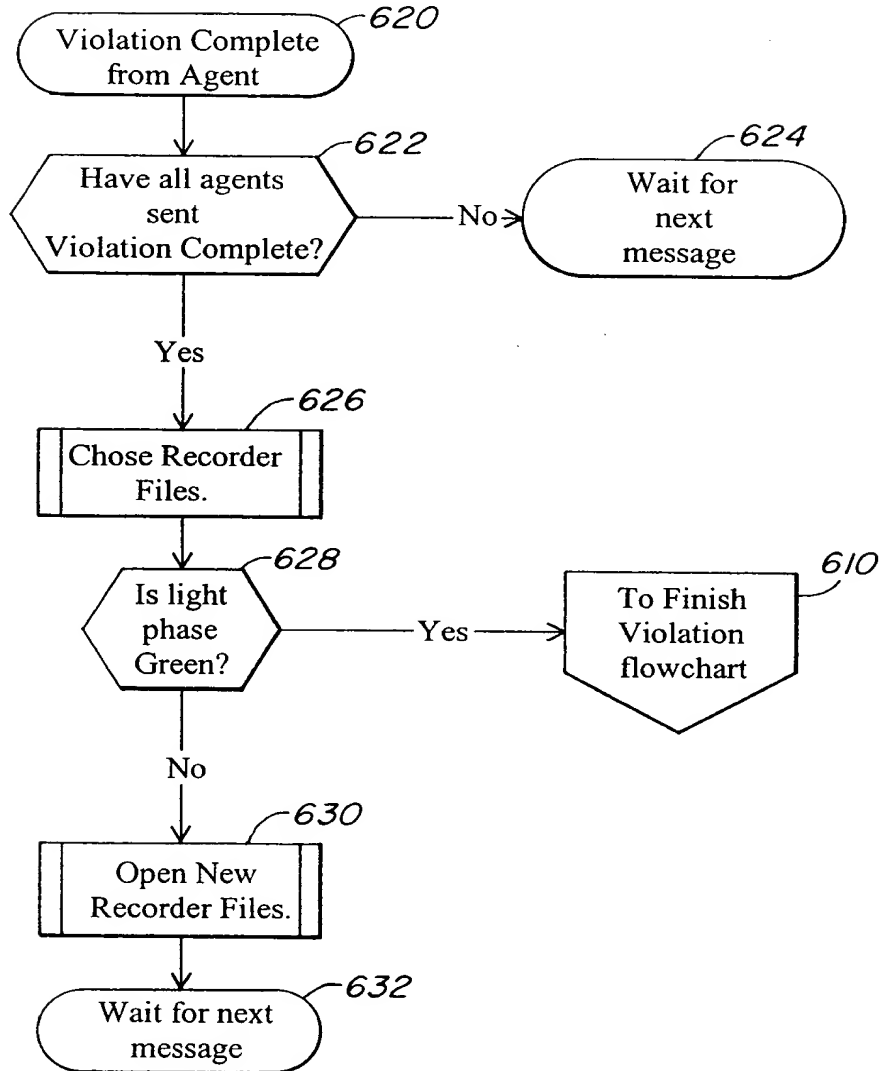 620
Violation Complete
from Agent
622
Have all agents
sent
Violation Complete?
No
624
Wait for
next
message
Yes
626
Chose Recorder
Files.
628
Is light
phase
Green?
Yes
610
To Finish
Violation
flowchart
No
630
Open New
Recorder Files.
632
Wait for next
message